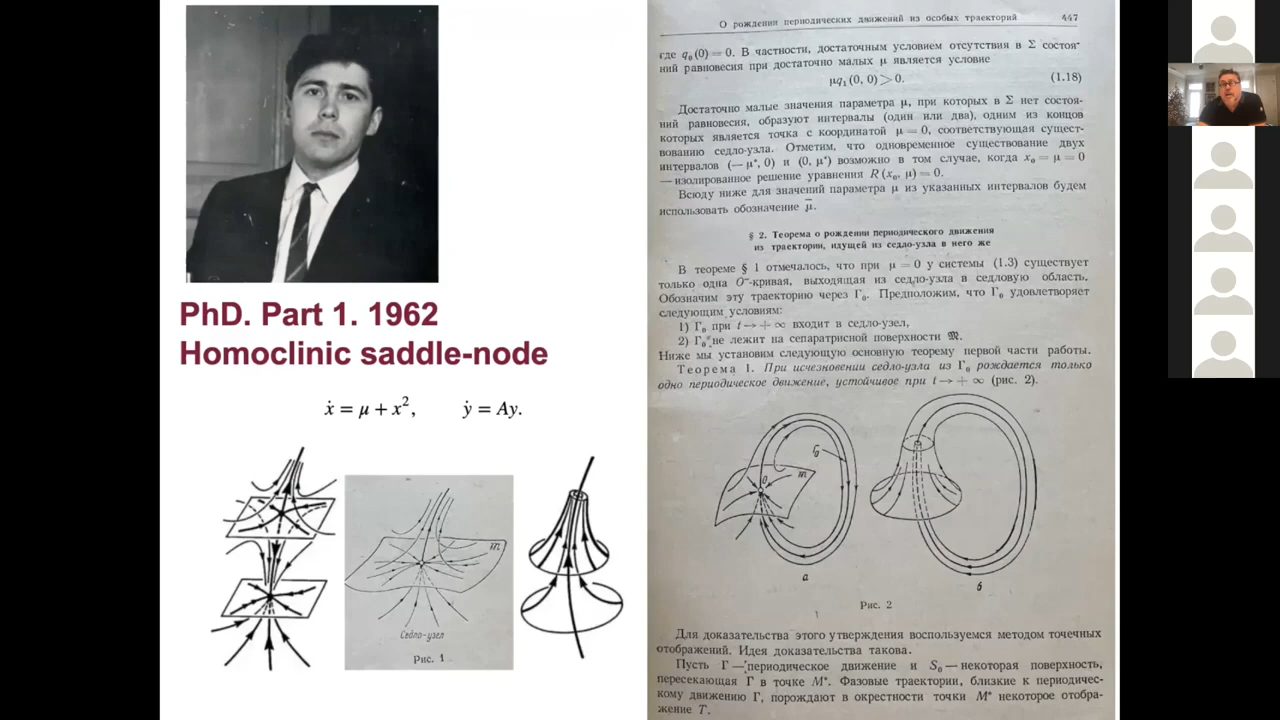 PhD. Part 1. 1962
Homoclinic saddle-node
ẋ = μ + x², ẏ = Ay.
m
Седло-узел
Рис. 1
О рождении периодических движений из особых траекторий 447
где q₀(0) = 0. В частности, достаточным условием отсутствия в Σ состоя-
ний равновесия при достаточно малых μ является условие
μq₁(0, 0) > 0. (1.18)
Достаточно малые значения параметра μ, при которых в Σ нет состоя-
ний равновесия, образуют интервалы (один или два), одним из концов
которых является точка с координатой μ = 0, соответствующая сущест-
вованию седло-узла. Отметим, что одновременное существование двух
интервалов (— μ*, 0) и (0, μ*) возможно в том случае, когда x₀ = μ = 0
— изолированное решение уравнения R (x₀, μ) = 0.
Всюду ниже для значений параметра μ из указанных интервалов будем
использовать обозначение μ̄.
§ 2. Теорема о рождении периодического движения
из траектории, идущей из седло-узла в него же
В теореме § 1 отмечалось, что при μ = 0 у системы (1.3) существует
только одна O⁻-кривая, выходящая из седло-узла в седловую область.
Обозначим эту траекторию через Γ₀. Предположим, что Γ₀ удовлетворяет
следующим условиям:
1) Γ₀ при t → + ∞ входит в седло-узел,
2) Γ₀ не лежит на сепаратрисной поверхности 𝔐.
Ниже мы установим следующую основную теорему первой части работы.
Теорема 1. При исчезновении седло-узла из Γ₀ рождается только
одно периодическое движение, устойчивое при t → + ∞ (рис. 2).
Γ₀
m
O
а
б
Рис. 2
Для доказательства этого утверждения воспользуемся методом точечных
отображений. Идея доказательства такова.
Пусть Γ — периодическое движение и S₀ — некоторая поверхность,
пересекающая Γ в точке M*. Фазовые траектории, близкие к периодичес-
кому движению Γ, порождают в окрестности точки M* некоторое отобра-
жение T.